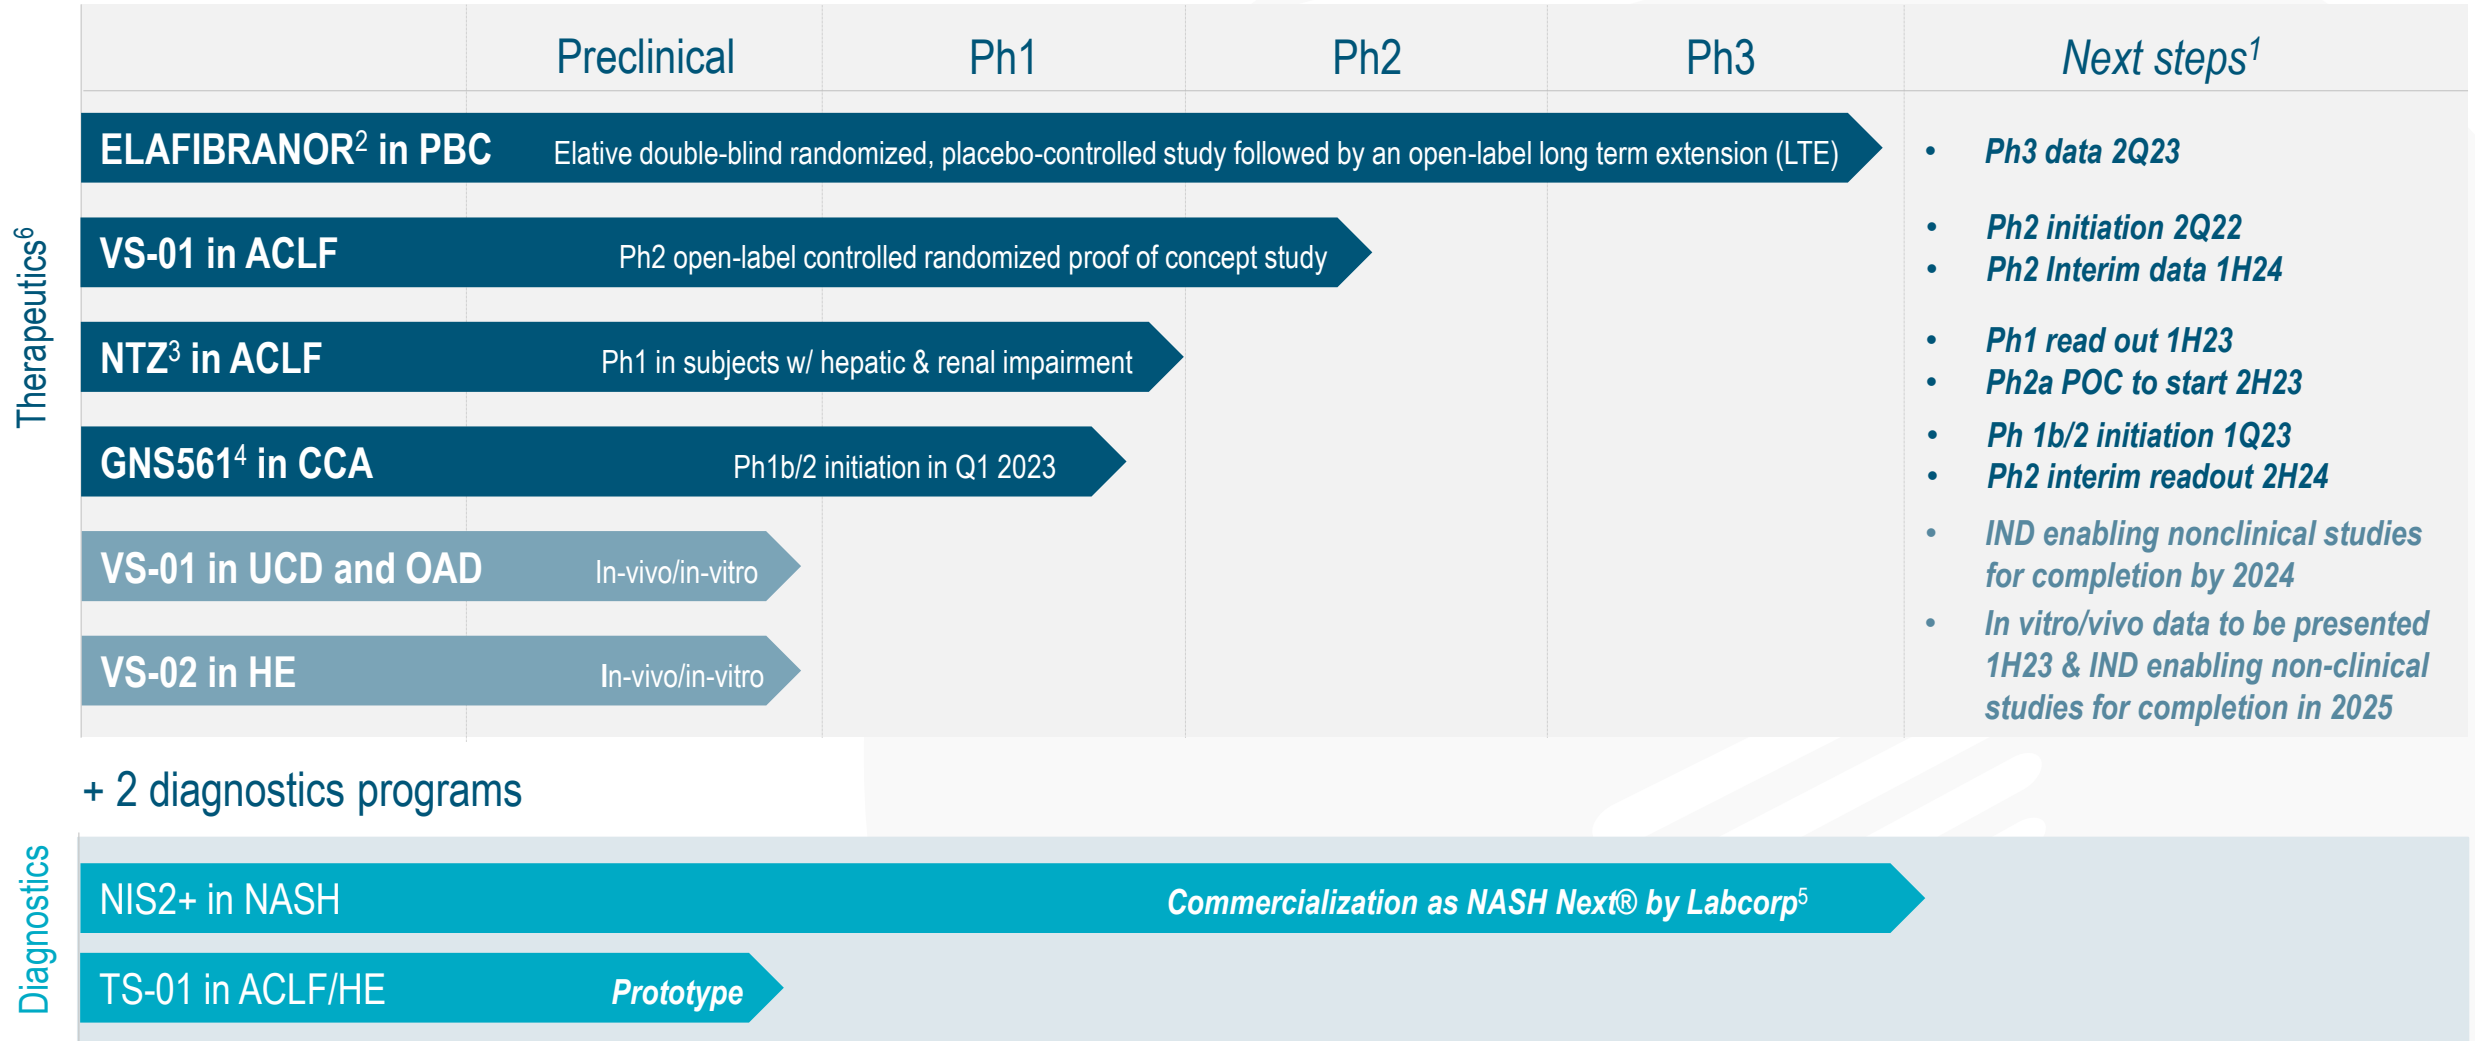 Preclinical Ph1 Ph2 Ph3 Next steps¹
Therapeutics⁶
ELAFIBRANOR² in PBC Elative double-blind randomized, placebo-controlled study followed by an open-label long term extension (LTE)
• Ph3 data 2Q23
VS-01 in ACLF Ph2 open-label controlled randomized proof of concept study
• Ph2 initiation 2Q22
• Ph2 Interim data 1H24
NTZ³ in ACLF Ph1 in subjects w/ hepatic & renal impairment
• Ph1 read out 1H23
• Ph2a POC to start 2H23
GNS561⁴ in CCA Ph1b/2 initiation in Q1 2023
• Ph 1b/2 initiation 1Q23
• Ph2 interim readout 2H24
VS-01 in UCD and OAD In-vivo/in-vitro
• IND enabling nonclinical studies
for completion by 2024
VS-02 in HE In-vivo/in-vitro
• In vitro/vivo data to be presented
1H23 & IND enabling non-clinical
studies for completion in 2025
+ 2 diagnostics programs
Diagnostics
NIS2+ in NASH Commercialization as NASH Next® by Labcorp⁵
TS-01 in ACLF/HE Prototype